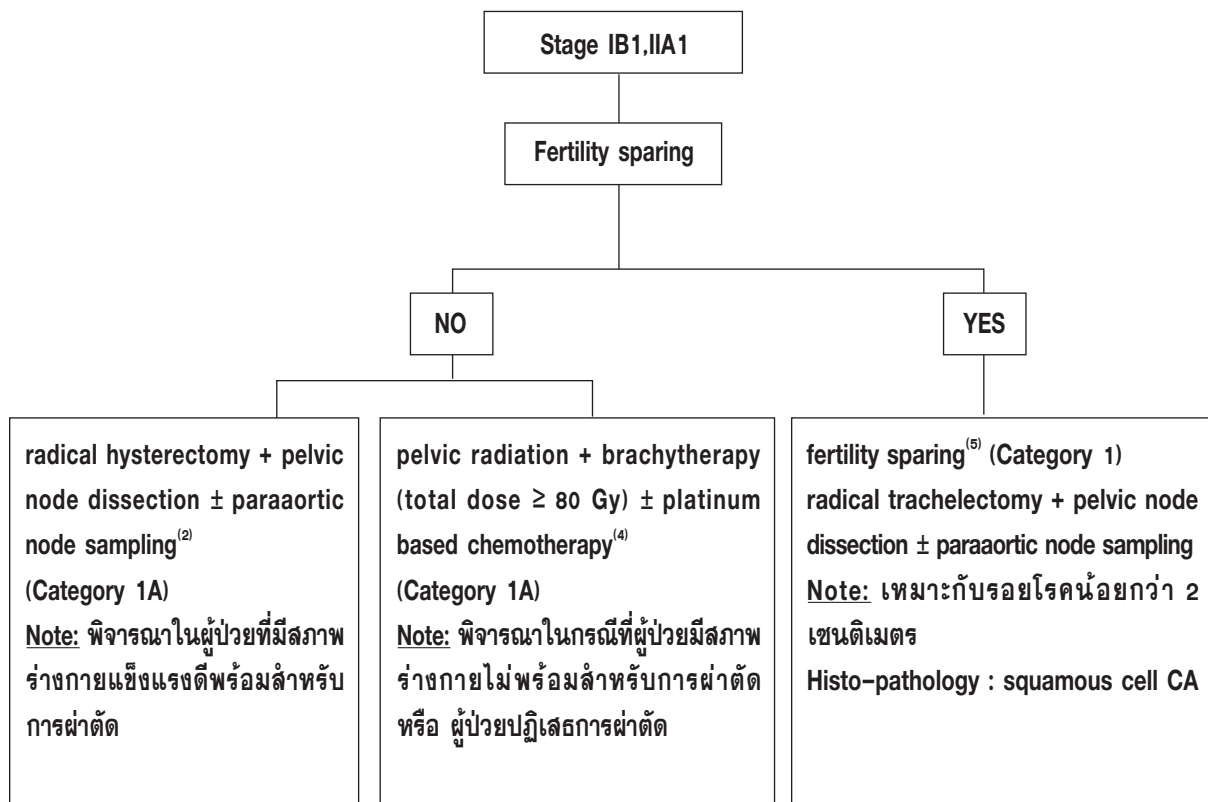 Stage IB1,IIA1
Fertility sparing
NO
YES
radical hysterectomy + pelvic
node dissection ± paraaortic
node sampling(2)
(Category 1A)
Note: พิจารณาในผู้ป่วยที่มีสภาพ
ร่างกายแข็งแรงดีพร้อมสำหรับ
การผ่าตัด
pelvic radiation + brachytherapy
(total dose ≥ 80 Gy) ± platinum
based chemotherapy(4)
(Category 1A)
Note: พิจารณาในกรณีที่ผู้ป่วยมีสภาพ
ร่างกายไม่พร้อมสำหรับการผ่าตัด
หรือ ผู้ป่วยปฏิเสธการผ่าตัด
fertility sparing(5) (Category 1)
radical trachelectomy + pelvic node
dissection ± paraaortic node sampling
Note: เหมาะกับรอยโรคน้อยกว่า 2
เซนติเมตร
Histo-pathology : squamous cell CA